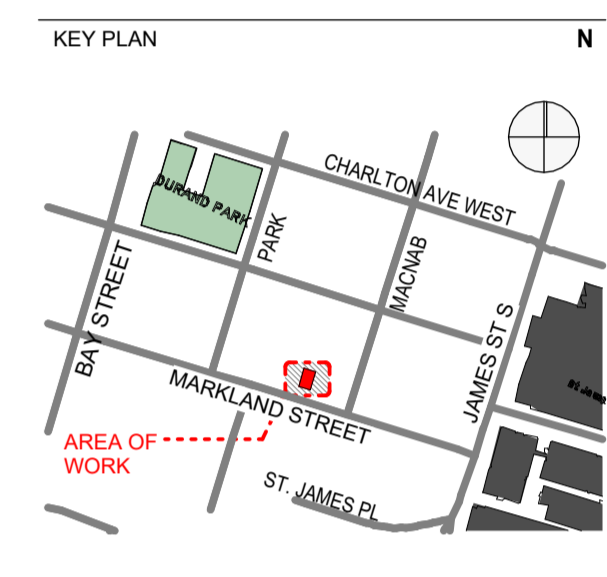 KEY PLAN
N
CHARLTON AVE WEST
DURAND PARK
PARK
MACNAB
BAY STREET
JAMES ST S
MARKLAND STREET
AREA OF
WORK
ST. JAMES PL